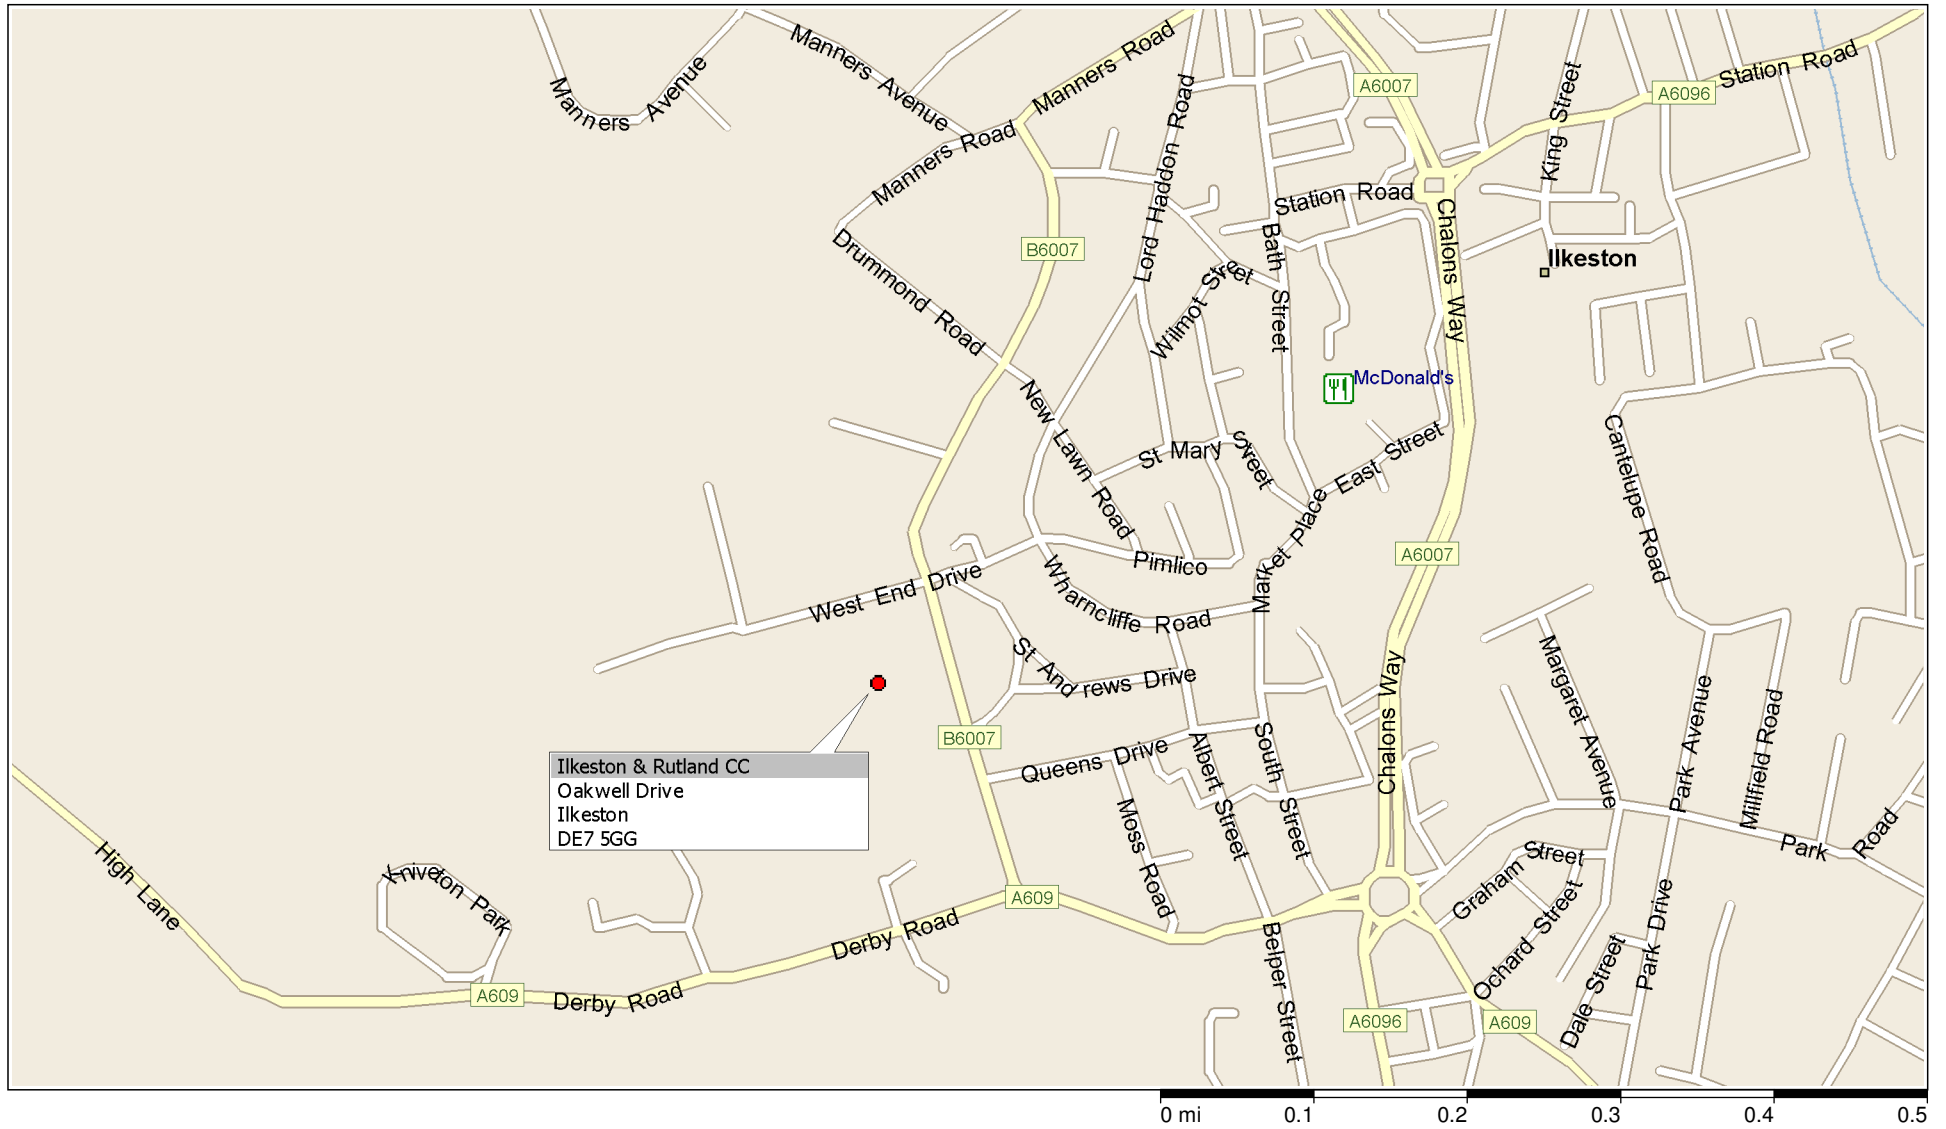 Manners Avenue
Manners Avenue
Manners Road
Manners Road
Lord Haddon Road
A6007
King Street
A6096
Station Road
Drummond Road
B6007
Station Road
Bath Street
Chalons Way
Ilkeston
Wilmot Street
McDonald's
New Lawn Road
St Mary Street
East Street
Cantelupe Road
Market Place
A6007
Pimlico
West End Drive
Wharncliffe Road
St Andrews Drive
Chalons Way
Margaret Avenue
Park Avenue
Millfield Road
B6007
Queens Drive
Albert Street
South Street
Ilkeston & Rutland CC
Oakwell Drive
Ilkeston
DE7 5GG
Moss Road
Park Road
Graham Street
High Lane
Kniveton Park
A609
Derby Road
Ochard Street
Park Drive
Dale Street
Belper Street
A609
Derby Road
A6096
A609
0 mi 0.1 0.2 0.3 0.4 0.5